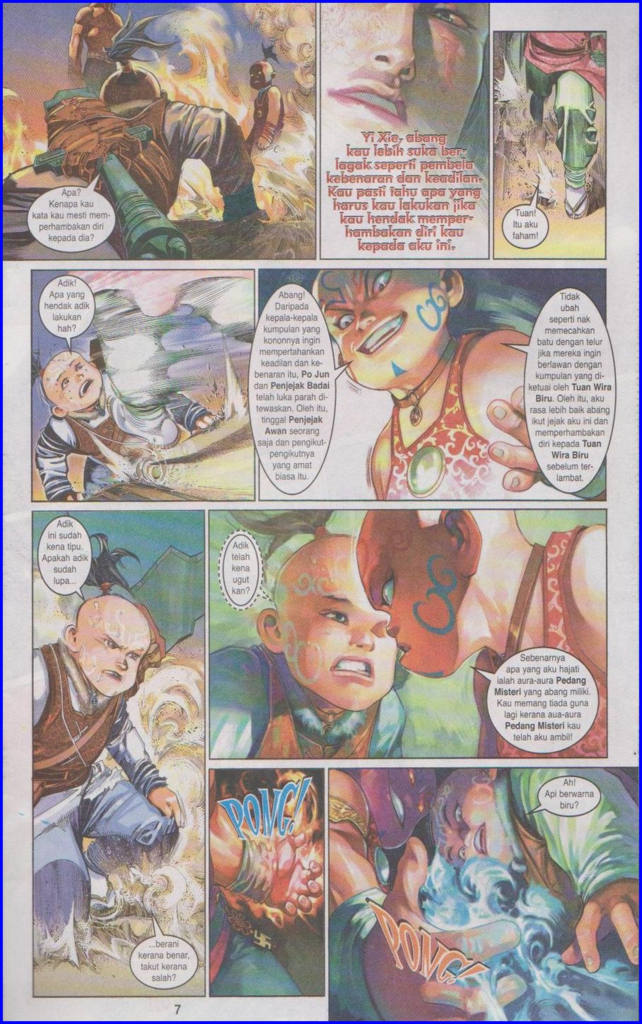 Apa?
Kenapa kau
kata kau mesti mem-
perhambakan diri
kepada dia?
Yi Xie, abang
kau lebih suka ber-
lagak seperti pembela
kebenaran dan keadilan.
Kau pasti tahu apa yang
harus kau lakukan jika
kau hendak memper-
hambakan diri kau
kepada aku ini.
Tuan!
Itu aku
faham!
Adik!
Apa yang
hendak adik
lakukan
hah?
Abang!
Daripada
kepala-kepala
kumpulan yang
kononnya ingin
mempertahankan
keadilan dan ke-
benaran itu, Po Jun
dan Penjejak Badai
telah luka parah di-
tewaskan. Oleh itu,
tinggal Penjejak
Awan seorang
saja dan pengikut-
pengikutnya
yang amat
biasa itu.
Tidak
ubah
seperti nak
memecahkan
batu dengan telur
jika mereka ingin
berlawan dengan
kumpulan yang di-
ketuai oleh Tuan Wira
Biru. Oleh itu, aku
rasa lebih baik abang
ikut jejak aku ini dan
memperhambakan
diri kepada Tuan
Wira Biru
sebelum ter-
lambat.
Adik
ini sudah
kena tipu.
Apakah adik
sudah
lupa...
...berani
kerana benar,
takut kerana
salah?
Adik
telah
kena
ugut
kan?
Sebenarnya
apa yang aku hajati
ialah aura-aura Pedang
Misteri yang abang miliki.
Kau memang tiada guna
lagi kerana aua-aura
Pedang Misteri kau
telah aku ambil!
PONG!
Ah!
Api berwarna
biru?
PONG!
7